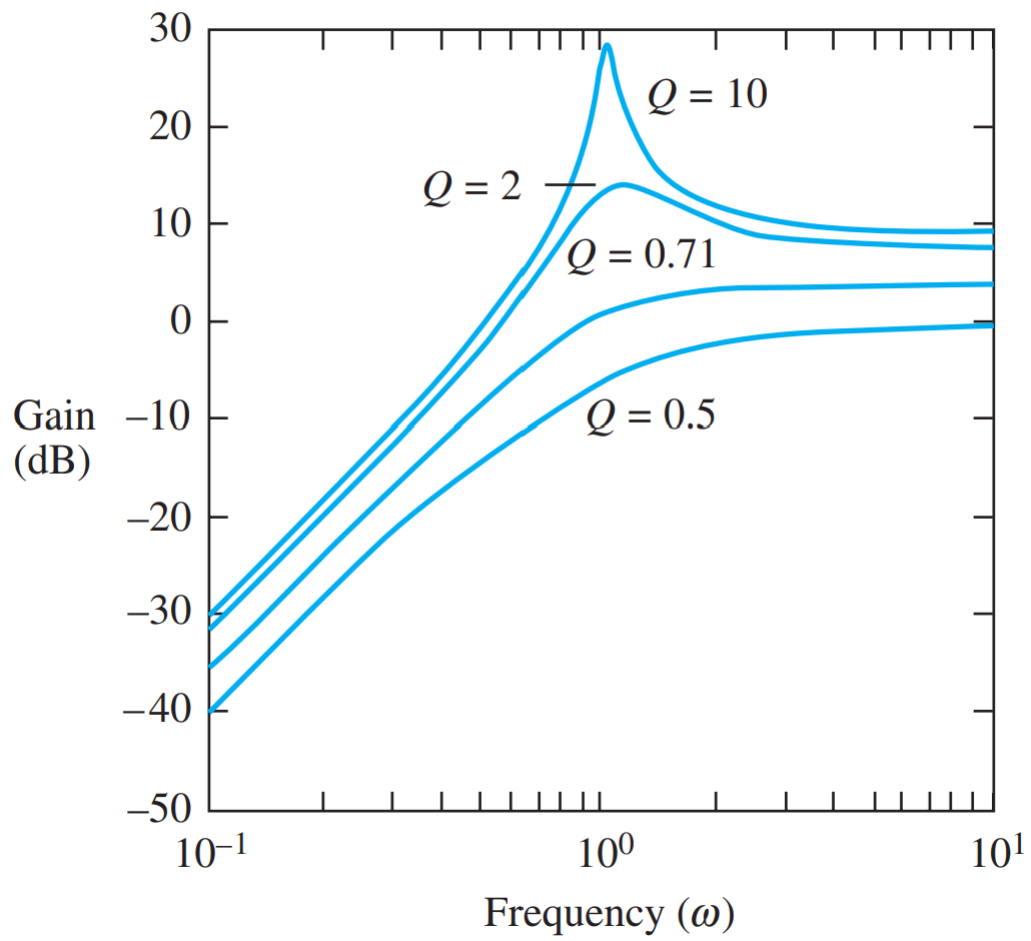 30
Q = 10
20
Q = 2
10
Q = 0.71
0
Gain
(dB)
–10
Q = 0.5
–20
–30
–40
–50
10⁻¹
10⁰
10¹
Frequency (ω)